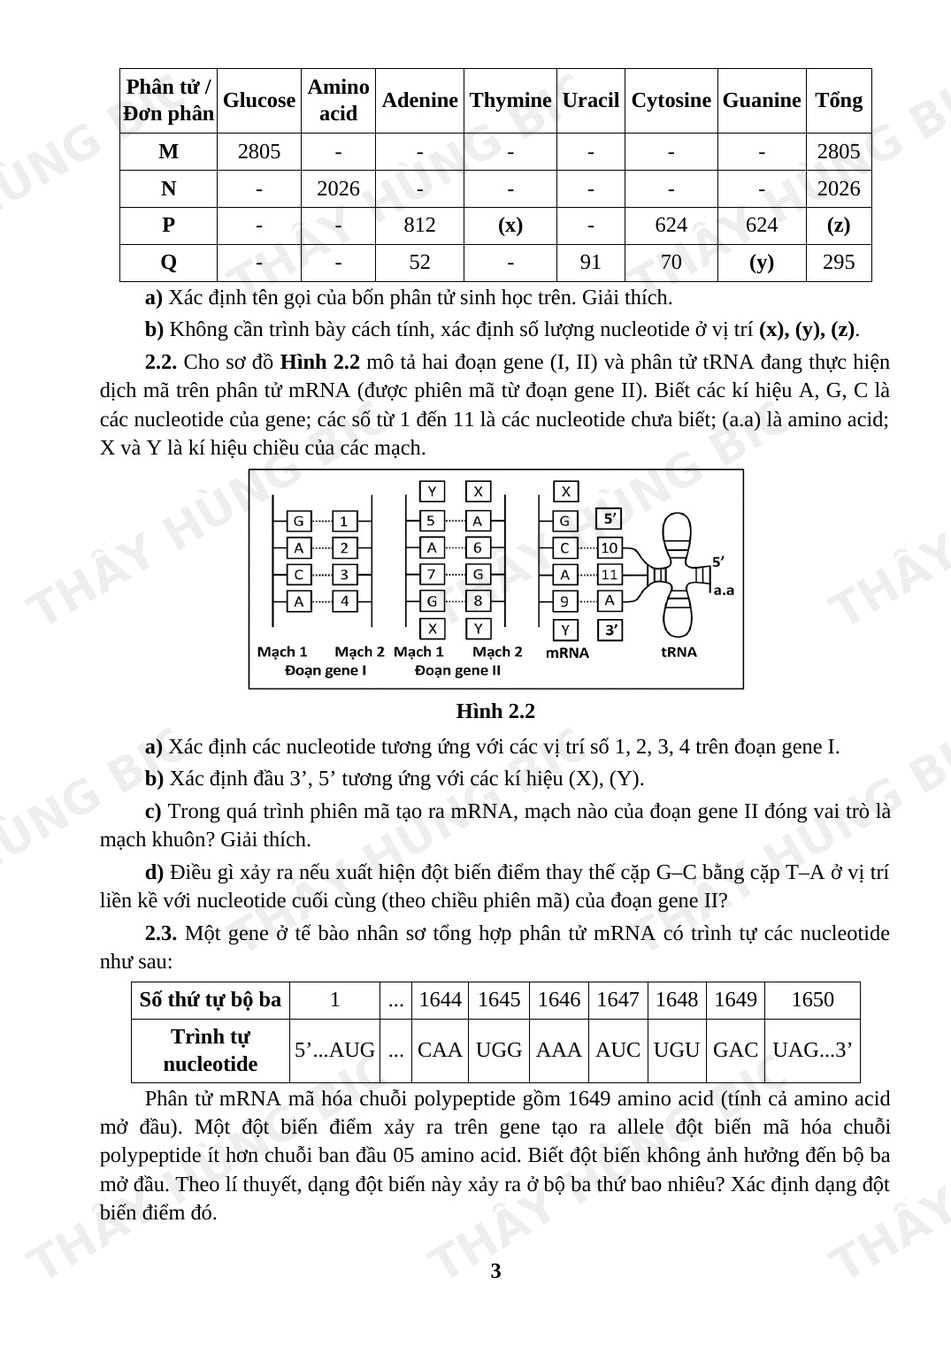 Phân tử / Đơn phân | Glucose | Amino acid | Adenine | Thymine | Uracil | Cytosine | Guanine | Tổng
M | 2805 | - | - | - | - | - | - | 2805
N | - | 2026 | - | - | - | - | - | 2026
P | - | - | 812 | (x) | - | 624 | 624 | (z)
Q | - | - | 52 | - | 91 | 70 | (y) | 295
a) Xác định tên gọi của bốn phân tử sinh học trên. Giải thích.
b) Không cần trình bày cách tính, xác định số lượng nucleotide ở vị trí (x), (y), (z).
2.2. Cho sơ đồ Hình 2.2 mô tả hai đoạn gene (I, II) và phân tử tRNA đang thực hiện
dịch mã trên phân tử mRNA (được phiên mã từ đoạn gene II). Biết các kí hiệu A, G, C là
các nucleotide của gene; các số từ 1 đến 11 là các nucleotide chưa biết; (a.a) là amino acid;
X và Y là kí hiệu chiều của các mạch.
Y X X
G 1 5 A G 5’
A 2 A 6 C 10 5’
C 3 7 G A 11 a.a
A 4 G 8 9 A
X Y Y 3’
Mạch 1 Mạch 2 Mạch 1 Mạch 2 mRNA tRNA
Đoạn gene I Đoạn gene II
Hình 2.2
a) Xác định các nucleotide tương ứng với các vị trí số 1, 2, 3, 4 trên đoạn gene I.
b) Xác định đầu 3’, 5’ tương ứng với các kí hiệu (X), (Y).
c) Trong quá trình phiên mã tạo ra mRNA, mạch nào của đoạn gene II đóng vai trò là
mạch khuôn? Giải thích.
d) Điều gì xảy ra nếu xuất hiện đột biến điểm thay thế cặp G–C bằng cặp T–A ở vị trí
liền kề với nucleotide cuối cùng (theo chiều phiên mã) của đoạn gene II?
2.3. Một gene ở tế bào nhân sơ tổng hợp phân tử mRNA có trình tự các nucleotide
như sau:
Số thứ tự bộ ba | 1 | ... | 1644 | 1645 | 1646 | 1647 | 1648 | 1649 | 1650
Trình tự nucleotide | 5’...AUG | ... | CAA | UGG | AAA | AUC | UGU | GAC | UAG...3’
Phân tử mRNA mã hóa chuỗi polypeptide gồm 1649 amino acid (tính cả amino acid
mở đầu). Một đột biến điểm xảy ra trên gene tạo ra allele đột biến mã hóa chuỗi
polypeptide ít hơn chuỗi ban đầu 05 amino acid. Biết đột biến không ảnh hưởng đến bộ ba
mở đầu. Theo lí thuyết, dạng đột biến này xảy ra ở bộ ba thứ bao nhiêu? Xác định dạng đột
biến điểm đó.
3
THẦY HÙNG BIC